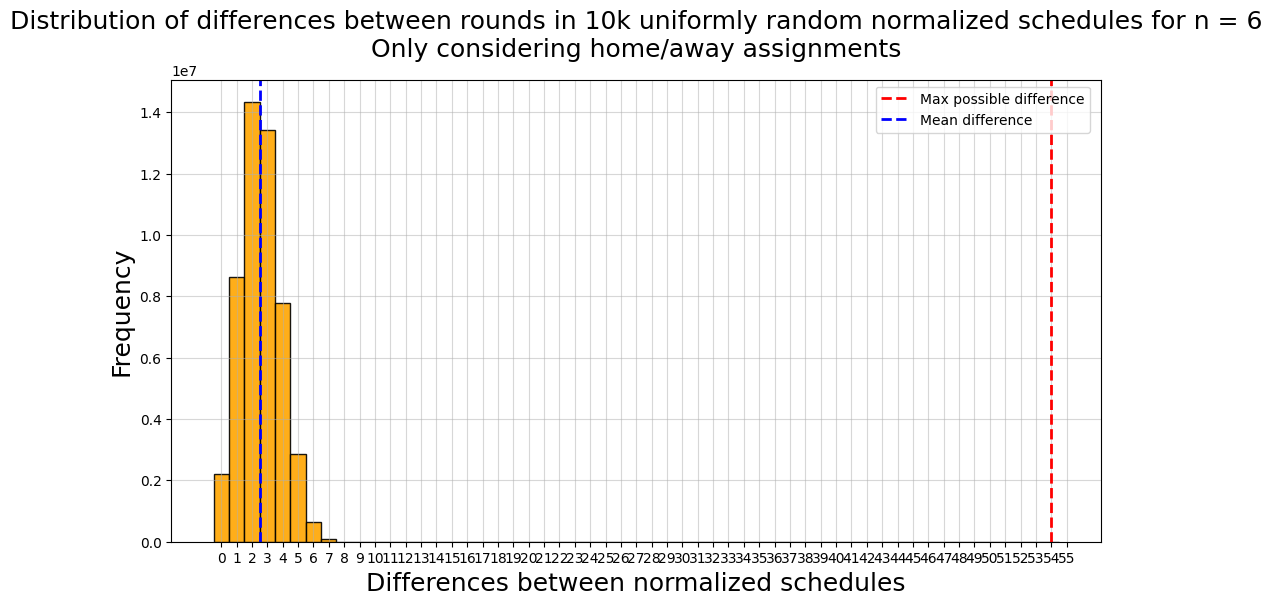 Distribution of differences between rounds in 10k uniformly random normalized schedules for n = 6
Only considering home/away assignments
1e7
Max possible difference
Mean difference
1.4
1.2
1.0
0.8
0.6
0.4
0.2
0.0
Frequency
0 1 2 3 4 5 6 7 8 9 10 11 12 13 14 15 16 17 18 19 20 21 22 23 24 25 26 27 28 29 30 31 32 33 34 35 36 37 38 39 40 41 42 43 44 45 46 47 48 49 50 51 52 53 54 55
Differences between normalized schedules